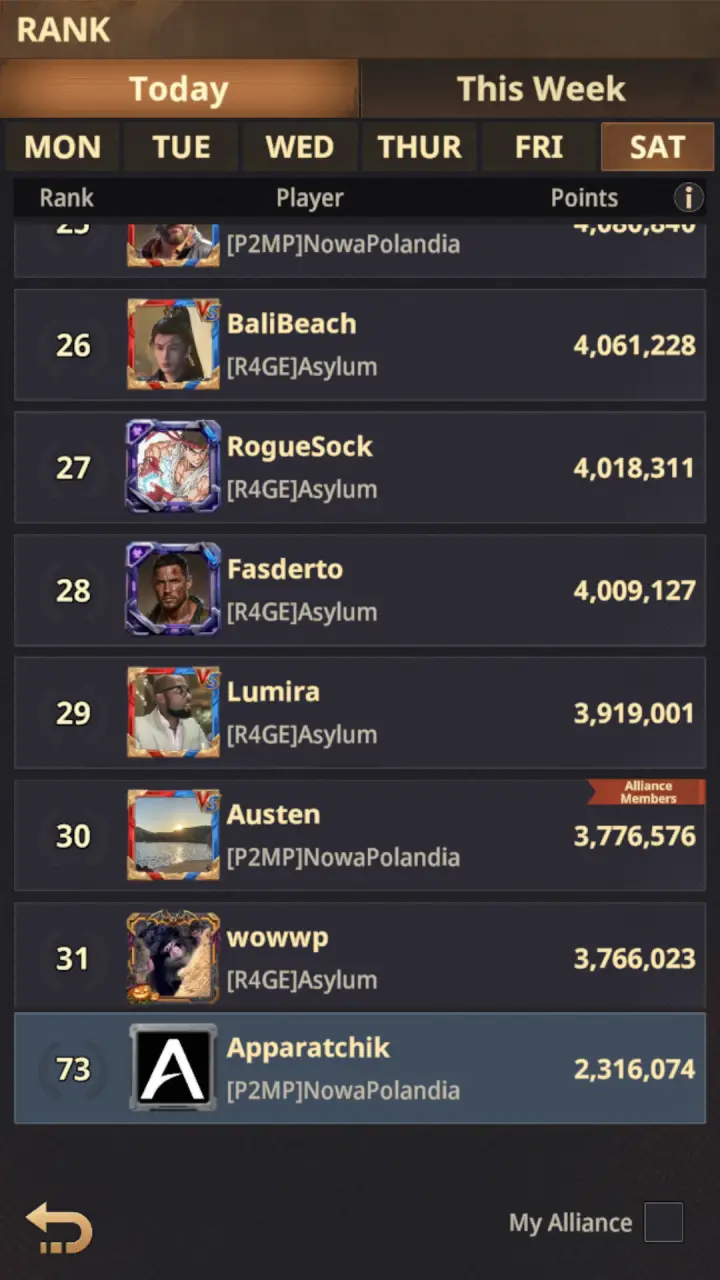 RANK
Today
This Week
MON TUE WED THUR FRI SAT
Rank Player Points i
[P2MP]NowaPolandia
26
VS
BaliBeach
[R4GE]Asylum
4,061,228
27
RogueSock
[R4GE]Asylum
4,018,311
28
Fasderto
[R4GE]Asylum
4,009,127
29
VS
Lumira
[R4GE]Asylum
3,919,001
30
VS
Austen
[P2MP]NowaPolandia
Alliance
Members
3,776,576
31
wowwp
[R4GE]Asylum
3,766,023
73
A
Apparatchik
[P2MP]NowaPolandia
2,316,074
My Alliance